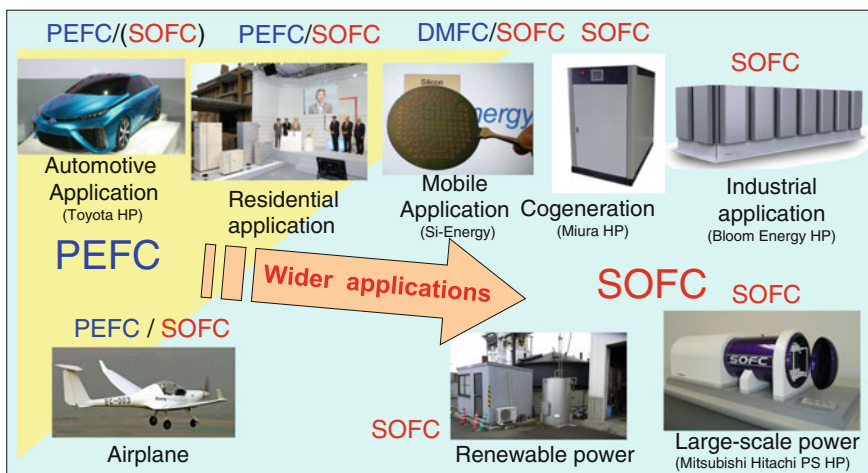 PEFC/(SOFC)
PEFC/SOFC
DMFC/SOFC
SOFC
SOFC
Silicon
nergy
Automotive
Application
(Toyota HP)
Residential
application
Mobile
Application
(Si-Energy)
Cogeneration
(Miura HP)
Industrial
application
(Bloom Energy HP)
PEFC
Wider applications
SOFC
PEFC / SOFC
SOFC
SOFC
SOFC
Airplane
Renewable power
Large-scale power
(Mitsubishi Hitachi PS HP)